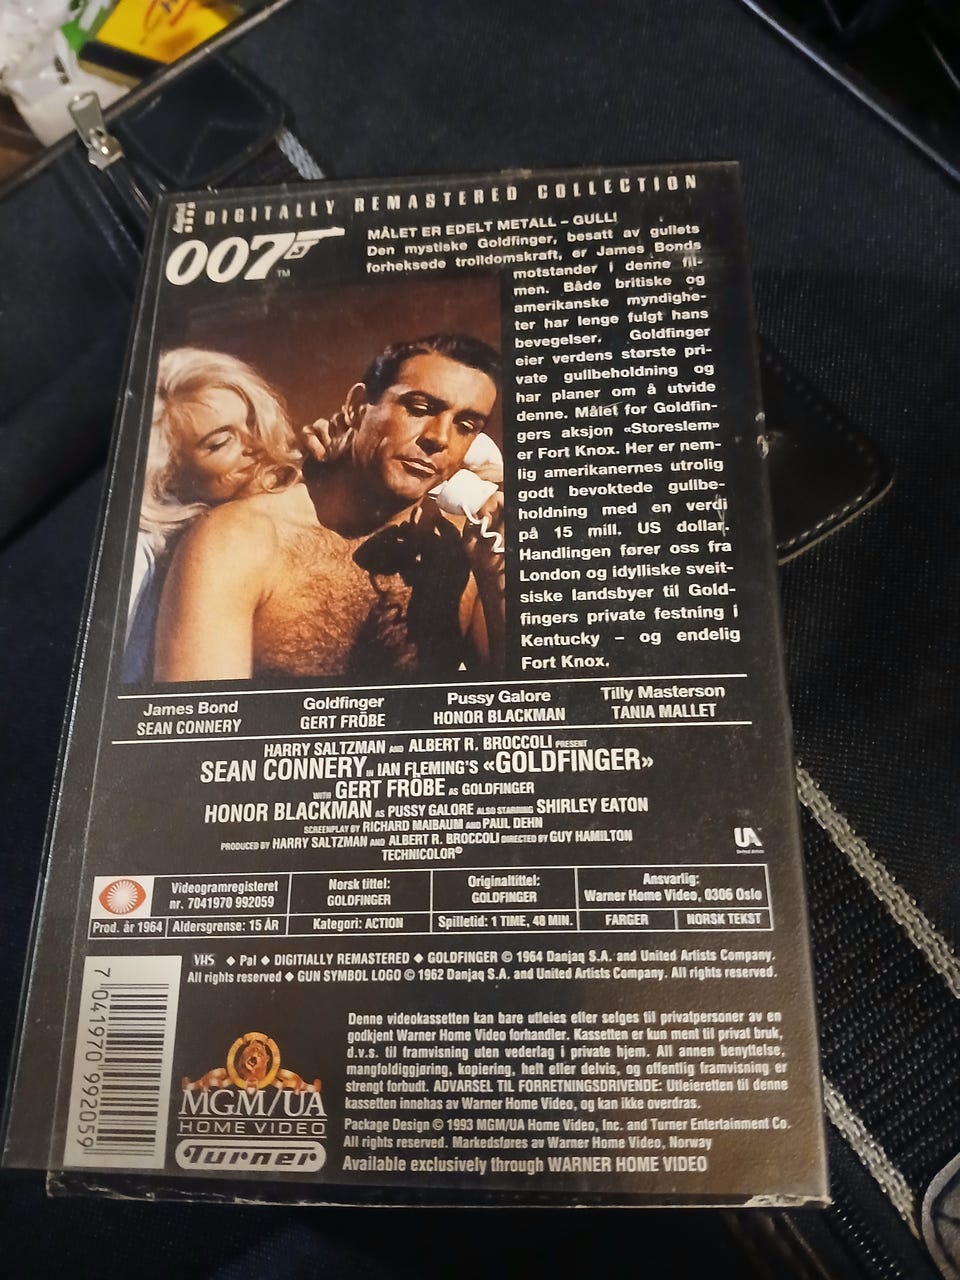 DIGITALLY REMASTERED COLLECTION
007 TM
MÅLET ER EDELT METALL – GULL!
Den mystiske Goldfinger, besatt av gullets
forheksede trolldomskraft, er James Bonds
motstander i denne fil-
men. Både britiske og
amerikanske myndighe-
ter har lenge fulgt hans
bevegelser. Goldfinger
eier verdens største pri-
vate gullbeholdning og
har planer om å utvide
denne. Målet for Goldfin-
gers aksjon «Storeslem»
er Fort Knox. Her er nem-
lig amerikanernes utrolig
godt bevoktede gullbe-
holdning med en verdi
på 15 mill. US dollar.
Handlingen fører oss fra
London og idylliske sveit-
siske landsbyer til Gold-
fingers private festning i
Kentucky – og endelig
Fort Knox.
James Bond Goldfinger Pussy Galore Tilly Masterson
SEAN CONNERY GERT FRÖBE HONOR BLACKMAN TANIA MALLET
HARRY SALTZMAN AND ALBERT R. BROCCOLI PRESENT
SEAN CONNERY IN IAN FLEMING'S «GOLDFINGER»
WITH GERT FRÖBE AS GOLDFINGER
HONOR BLACKMAN AS PUSSY GALORE ALSO STARRING SHIRLEY EATON
SCREENPLAY BY RICHARD MAIBAUM AND PAUL DEHN
PRODUCED BY HARRY SALTZMAN AND ALBERT R. BROCCOLI DIRECTED BY GUY HAMILTON
TECHNICOLOR®
UA
United Artists
Videogramregisteret Norsk tittel: Originaltittel: Ansvarlig:
nr. 7041970 992059 GOLDFINGER GOLDFINGER Warner Home Video, 0306 Oslo
Prod. år 1964 Aldersgrense: 15 ÅR Kategori: ACTION Spilletid: 1 TIME, 48 MIN. FARGER NORSK TEKST
VHS ◆ Pal ◆ DIGITALLY REMASTERED ◆ GOLDFINGER © 1964 Danjaq S.A. and United Artists Company.
All rights reserved ◆ GUN SYMBOL LOGO © 1962 Danjaq S.A. and United Artists Company. All rights reserved.
7 041970 992059
Denne videokassetten kan bare utleies eller selges til privatpersoner av en
godkjent Warner Home Video forhandler. Kassetten er kun ment til privat bruk,
d.v.s. til framvisning uten vederlag i private hjem. All annen benyttelse,
mangfoldiggjøring, kopiering, helt eller delvis, og offentlig framvisning er
strengt forbudt. ADVARSEL TIL FORRETNINGSDRIVENDE: Utleieretten til denne
kassetten innehas av Warner Home Video, og kan ikke overdras.
Package Design © 1993 MGM/UA Home Video, Inc. and Turner Entertainment Co.
All rights reserved. Markedsføres av Warner Home Video, Norway
Available exclusively through WARNER HOME VIDEO
MGM/UA
HOME VIDEO
Turner